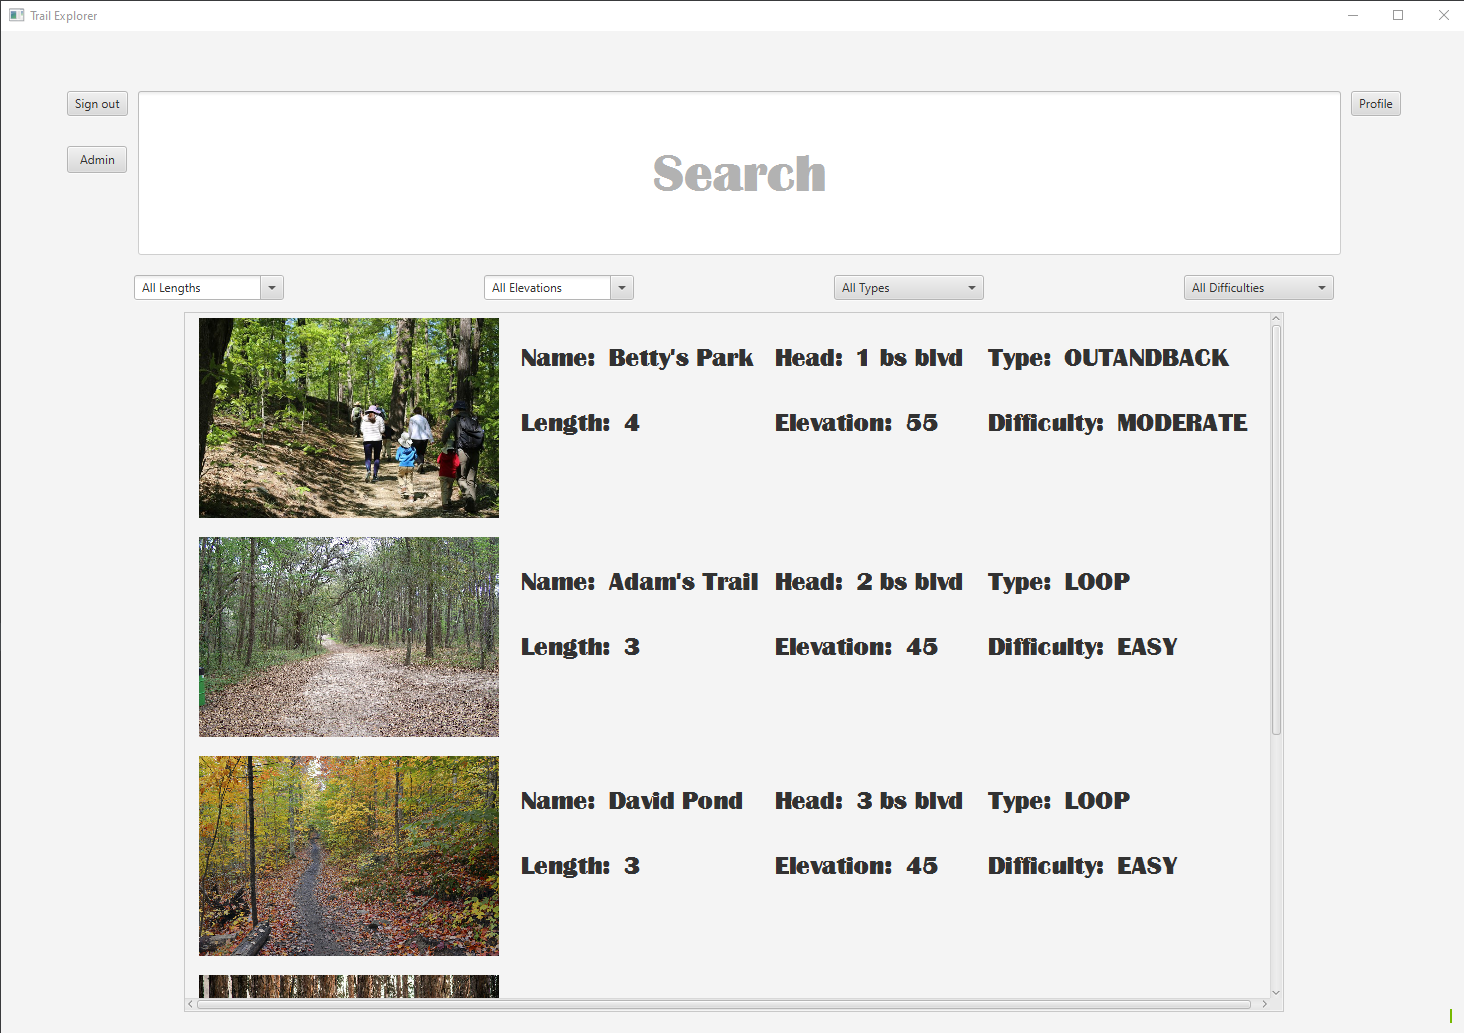 Trail Explorer
Sign out
Profile
Admin
Search
All Lengths
All Elevations
All Types
All Difficulties
Name: Betty's Park Head: 1 bs blvd Type: OUTANDBACK
Length: 4 Elevation: 55 Difficulty: MODERATE
Name: Adam's Trail Head: 2 bs blvd Type: LOOP
Length: 3 Elevation: 45 Difficulty: EASY
Name: David Pond Head: 3 bs blvd Type: LOOP
Length: 3 Elevation: 45 Difficulty: EASY